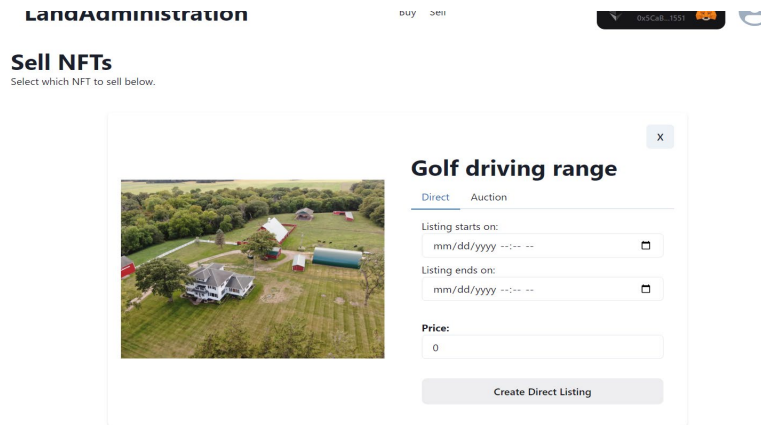 LandAdministration
Buy Sell
0x5CaB...1551
Sell NFTs
Select which NFT to sell below.
X
Golf driving range
Direct Auction
Listing starts on:
mm/dd/yyyy --:-- --
Listing ends on:
mm/dd/yyyy --:-- --
Price:
0
Create Direct Listing